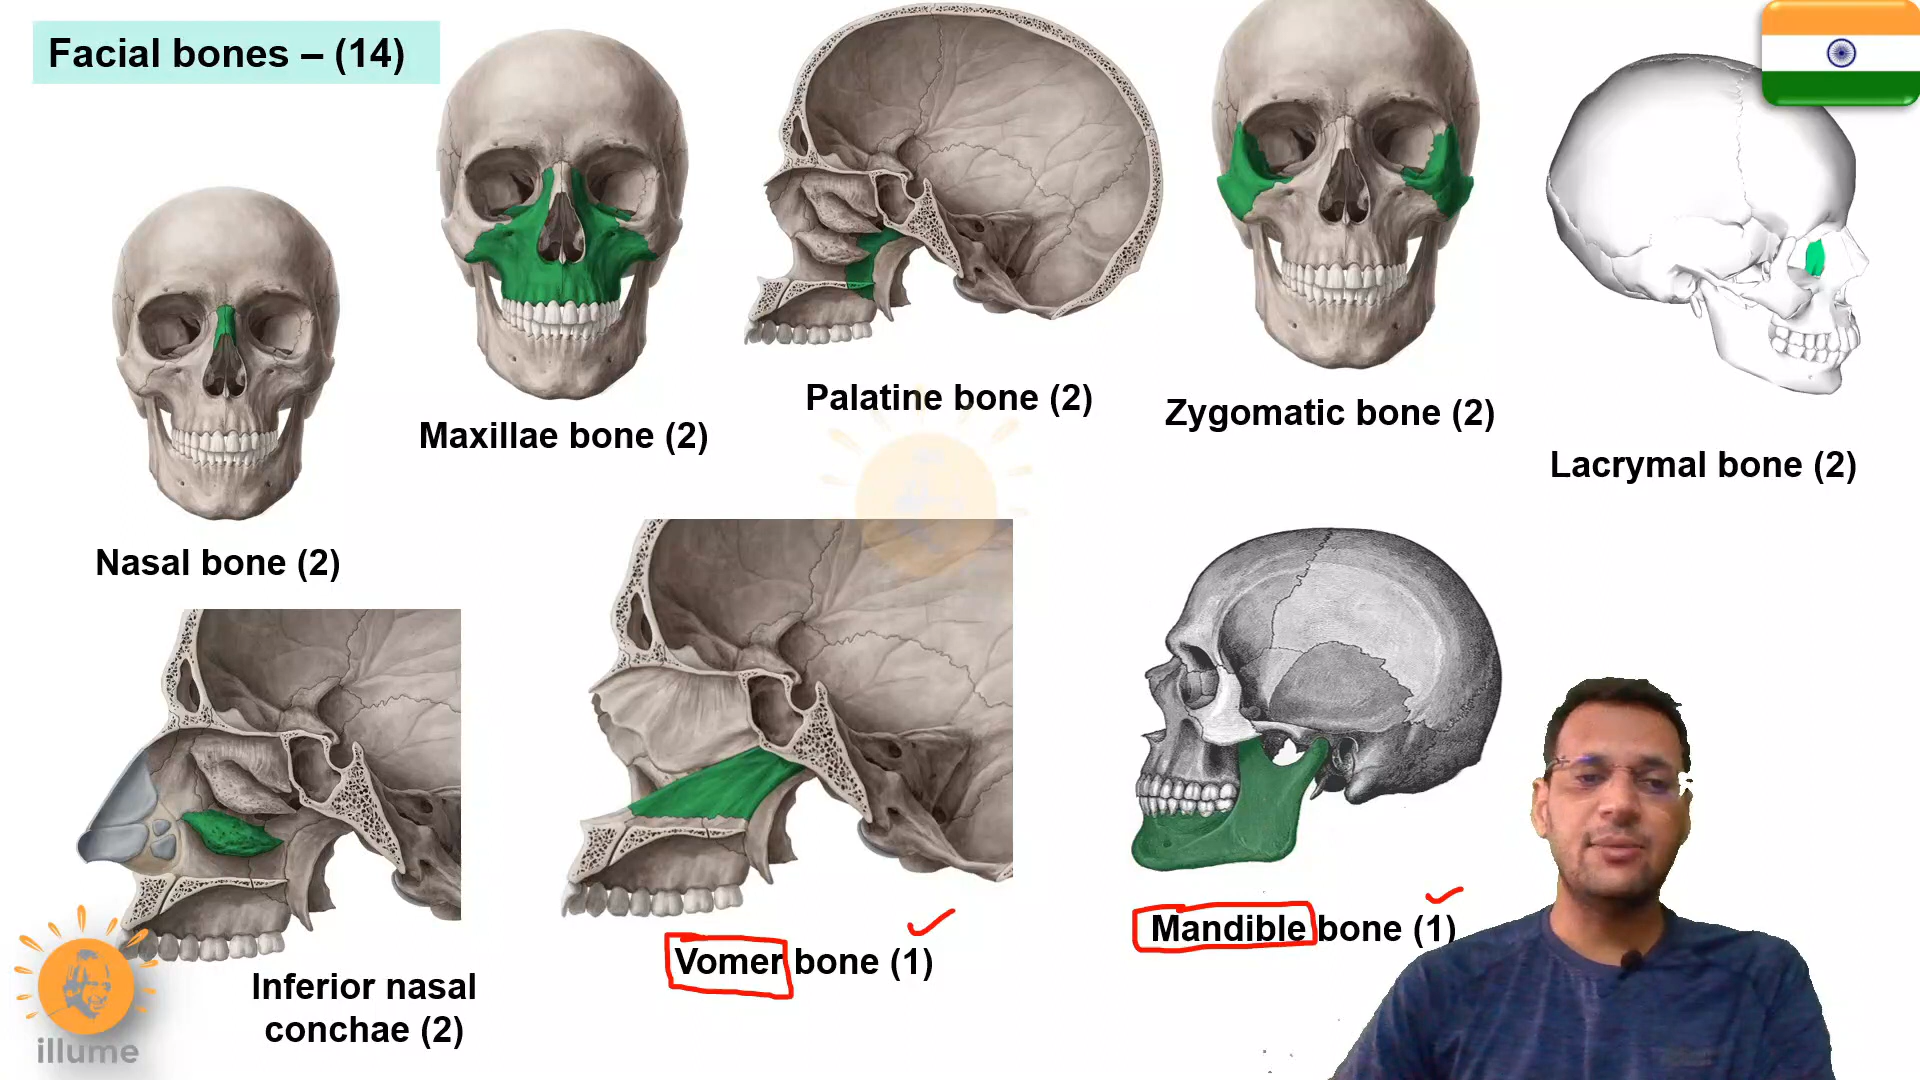 Facial bones – (14)
Nasal bone (2)
Maxillae bone (2)
Palatine bone (2)
Zygomatic bone (2)
Lacrymal bone (2)
Inferior nasal
conchae (2)
Vomer bone (1)
Mandible bone (1)
illume